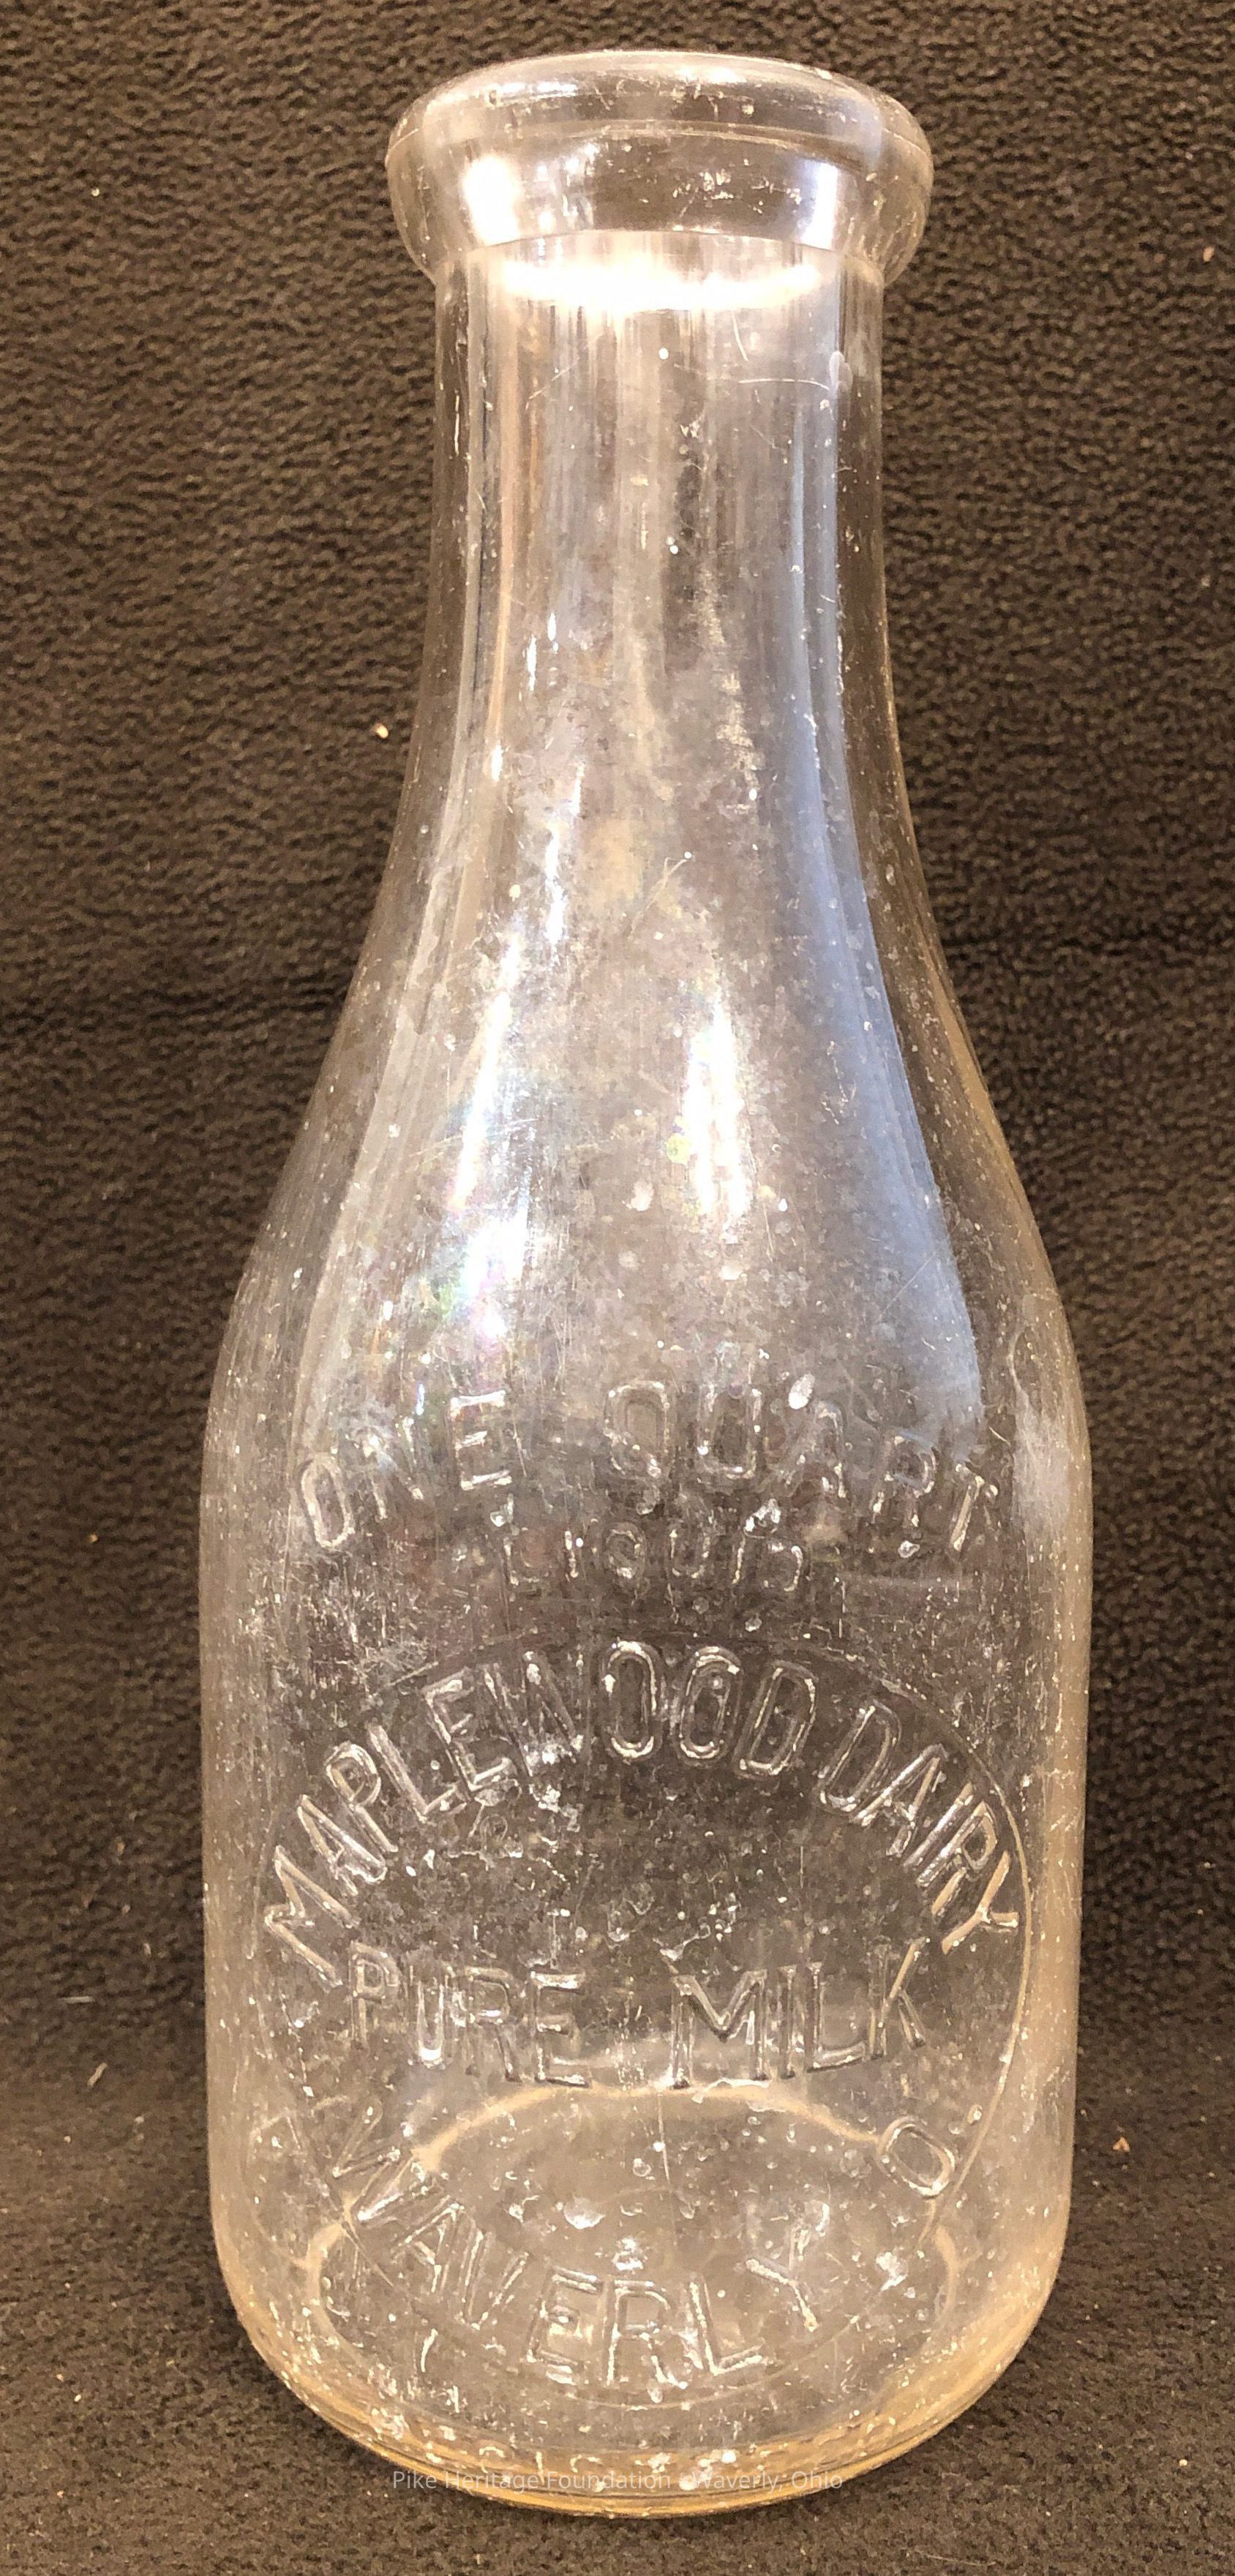 ONE QUART
LIQUID
MAPLEWOOD DAIRY
PURE MILK
WAVERLY O.
Pike Heritage Foundation - Waverly, Ohio